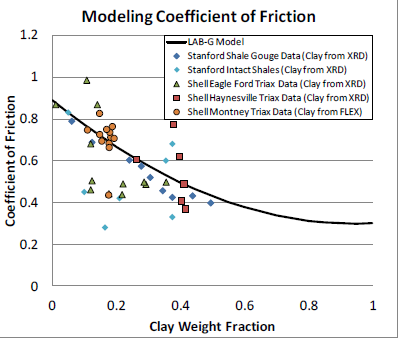 Modeling Coefficient of Friction
1.2
LAB-G Model
Stanford Shale Gouge Data (Clay from XRD)
Stanford Intact Shales (Clay from XRD)
Shell Eagle Ford Triax Data (Clay from XRD)
Shell Haynesville Triax Data (Clay from XRD)
Shell Montney Triax Data (Clay from FLEX)
1
0.8
0.6
0.4
0.2
0
Coefficient of Friction
0 0.2 0.4 0.6 0.8 1
Clay Weight Fraction